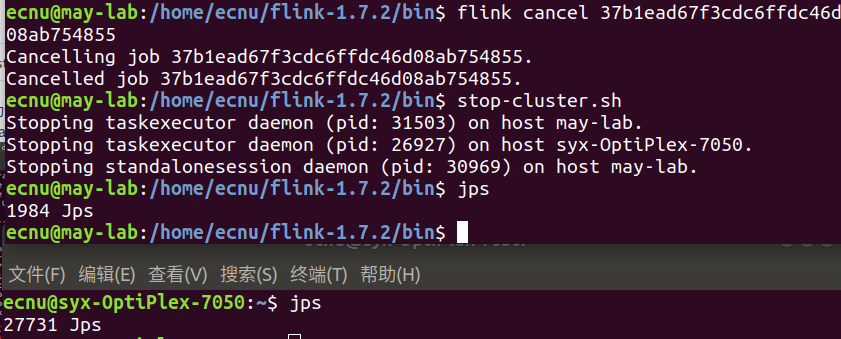 ecnu@may-lab:/home/ecnu/flink-1.7.2/bin$ flink cancel 37b1ead67f3cdc6ffdc46d
08ab754855
Cancelling job 37b1ead67f3cdc6ffdc46d08ab754855.
Cancelled job 37b1ead67f3cdc6ffdc46d08ab754855.
ecnu@may-lab:/home/ecnu/flink-1.7.2/bin$ stop-cluster.sh
Stopping taskexecutor daemon (pid: 31503) on host may-lab.
Stopping taskexecutor daemon (pid: 26927) on host syx-OptiPlex-7050.
Stopping standalonesession daemon (pid: 30969) on host may-lab.
ecnu@may-lab:/home/ecnu/flink-1.7.2/bin$ jps
1984 Jps
ecnu@may-lab:/home/ecnu/flink-1.7.2/bin$
文件(F) 编辑(E) 查看(V) 搜索(S) 终端(T) 帮助(H)
ecnu@syx-OptiPlex-7050:~$ jps
27731 Jps